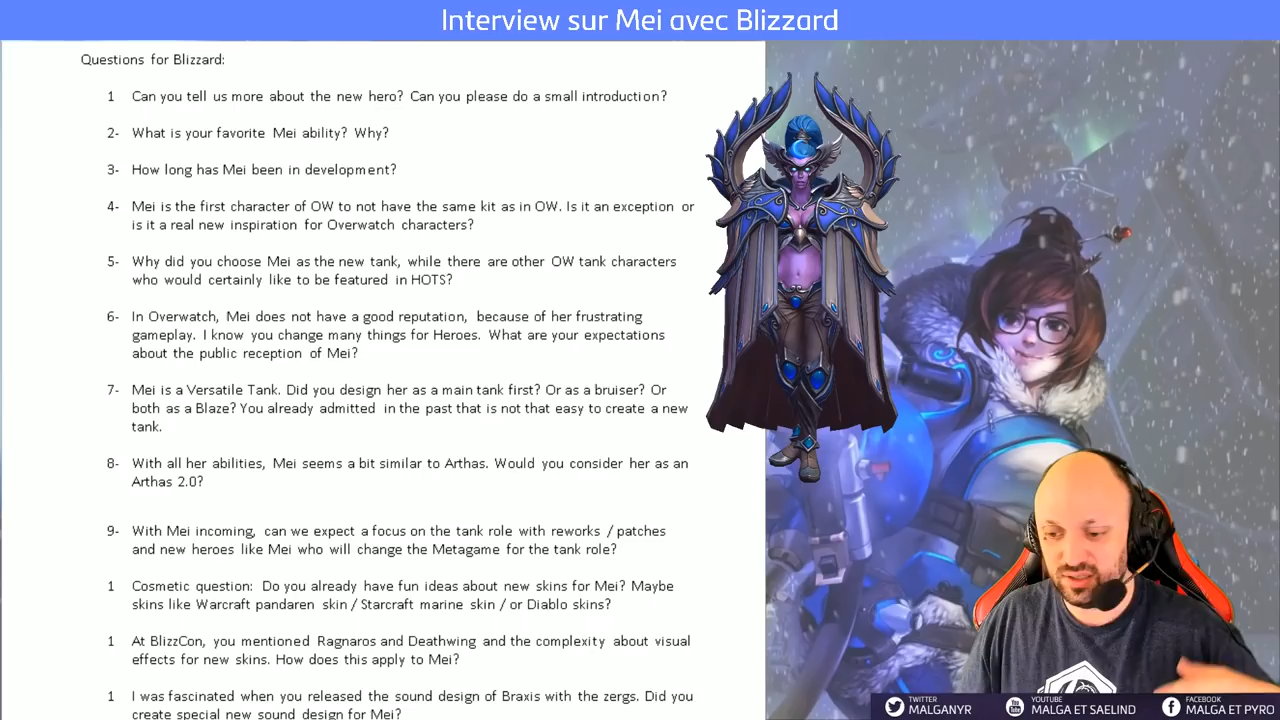 Interview sur Mei avec Blizzard
Questions for Blizzard:
1 Can you tell us more about the new hero? Can you please do a small introduction?
2- What is your favorite Mei ability? Why?
3- How long has Mei been in development?
4- Mei is the first character of OW to not have the same kit as in OW. Is it an exception or
is it a real new inspiration for Overwatch characters?
5- Why did you choose Mei as the new tank, while there are other OW tank characters
who would certainly like to be featured in HOTS?
6- In Overwatch, Mei does not have a good reputation, because of her frustrating
gameplay. I know you change many things for Heroes. What are your expectations
about the public reception of Mei?
7- Mei is a Versatile Tank. Did you design her as a main tank first? Or as a bruiser? Or
both as a Blaze? You already admitted in the past that is not that easy to create a new
tank.
8- With all her abilities, Mei seems a bit similar to Arthas. Would you consider her as an
Arthas 2.0?
9- With Mei incoming, can we expect a focus on the tank role with reworks / patches
and new heroes like Mei who will change the Metagame for the tank role?
1 Cosmetic question: Do you already have fun ideas about new skins for Mei? Maybe
skins like Warcraft pandaren skin / Starcraft marine skin / or Diablo skins?
1 At BlizzCon, you mentioned Ragnaros and Deathwing and the complexity about visual
effects for new skins. How does this apply to Mei?
1 I was fascinated when you released the sound design of Braxis with the zergs. Did you
create special new sound design for Mei?
TWITTER
MALGANYR
YOUTUBE
MALGA ET SAELIND
FACEBOOK
MALGA ET PYRO